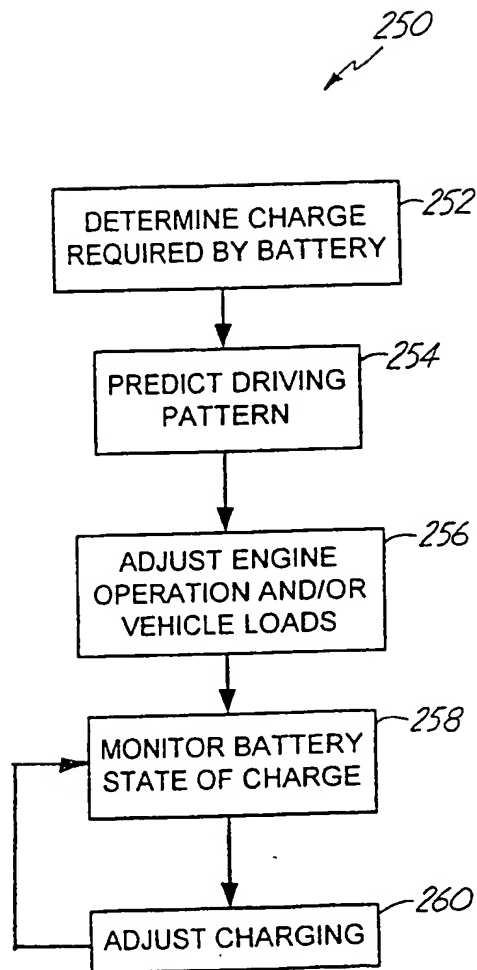 250
252
DETERMINE CHARGE
REQUIRED BY BATTERY
254
PREDICT DRIVING
PATTERN
256
ADJUST ENGINE
OPERATION AND/OR
VEHICLE LOADS
258
MONITOR BATTERY
STATE OF CHARGE
260
ADJUST CHARGING